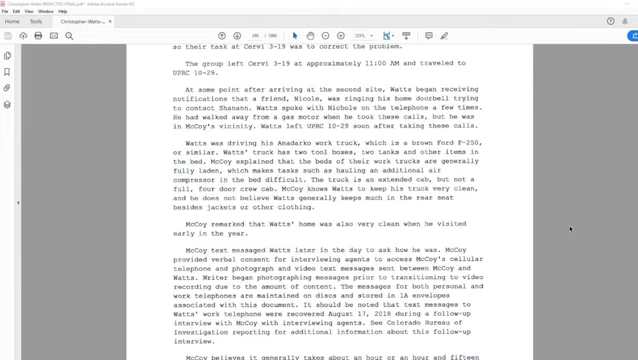 Christopher-Watts-REDACTED FINAL.pdf - Adobe Acrobat Reader DC
File Edit View Window Help
Home Tools Christopher-Watts-... ×
125%
so their task at Cervi 3-19 was to correct the problem.
The group left Cervi 3-19 at approximately 11:00 AM and traveled to
UPRC 10-29.
At some point after arriving at the second site, Watts began receiving
notifications that a friend, Nicole, was ringing his home doorbell trying
to contact Shanann. Watts spoke with Nichole on the telephone a few times.
He had walked away from a gas motor when he took these calls, but he was
in McCoy's vicinity. Watts left UPRC 10-29 soon after taking these calls.
Watts was driving his Anadarko work truck, which is a brown Ford F-250,
or similar. Watts' truck has two tool boxes, two tanks and other items in
the bed. McCoy explained that the beds of their work trucks are generally
fully laden, which makes tasks such as hauling an additional air
compressor in the bed difficult. The truck is an extended cab, but not a
full, four door crew cab. McCoy knows Watts to keep his truck very clean,
and he does not believe Watts generally keeps much in the rear seat
besides jackets or other clothing.
McCoy remarked that Watts' home was also very clean when he visited
early in the year.
McCoy text messaged Watts later in the day to ask how he was. McCoy
provided verbal consent for interviewing agents to access McCoy's cellular
telephone and photograph and video text messages sent between McCoy and
Watts. Writer began photographing messages prior to transitioning to video
recording due to the amount of content. The messages for both personal and
work telephones are maintained on discs and stored in 1A envelopes
associated with this document. It should be noted that text messages to
Watts' work telephone were recovered August 17, 2018 during a follow-up
interview with McCoy with interviewing agents. See Colorado Bureau of
Investigation reporting for additional information about this follow-up
interview.
McCoy believes it generally takes about an hour or an hour and fifteen